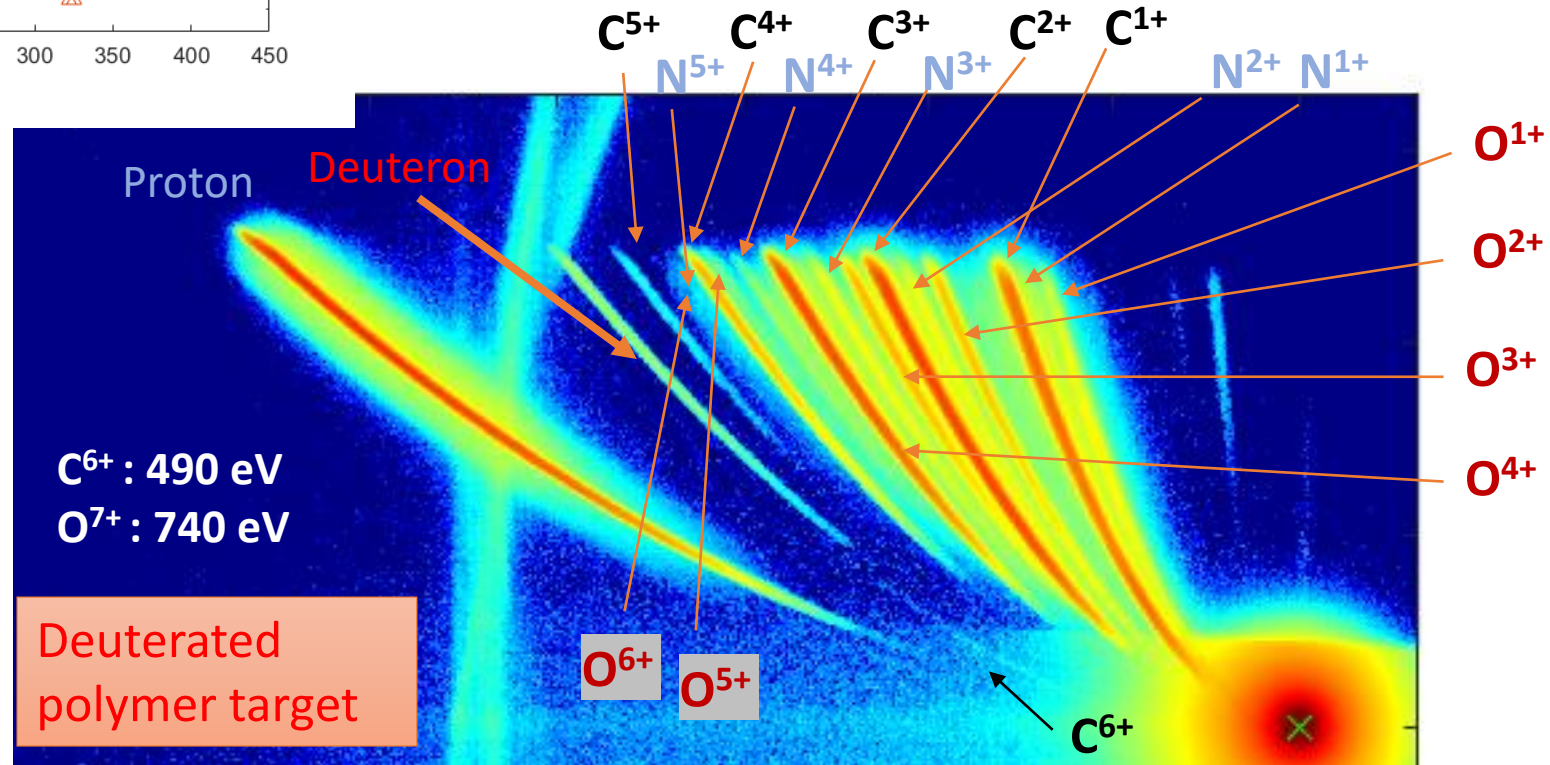 300 350 400 450
C⁵⁺ C⁴⁺ C³⁺ C²⁺ C¹⁺
N⁵⁺ N⁴⁺ N³⁺ N²⁺ N¹⁺
O¹⁺
Proton
Deuteron
O²⁺
O³⁺
C⁶⁺ : 490 eV
O⁴⁺
O⁷⁺ : 740 eV
Deuterated
polymer target
O⁶⁺
O⁵⁺
C⁶⁺